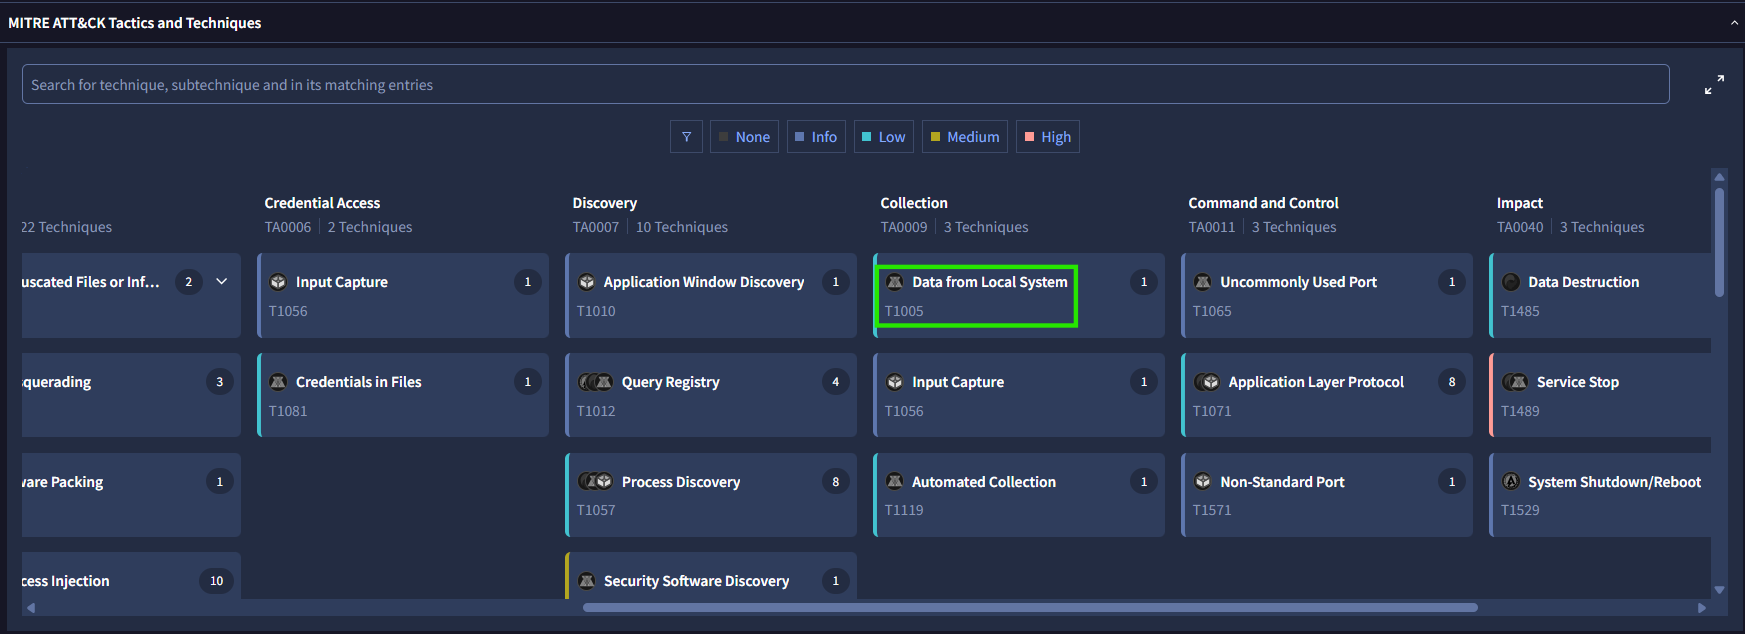 MITRE ATT&CK Tactics and Techniques
Search for technique, subtechnique and in its matching entries
None
Info
Low
Medium
High
22 Techniques
uscated Files or Inf... 2
squerading 3
ware Packing 1
cess Injection 10
Credential Access
TA0006 2 Techniques
Input Capture 1
T1056
Credentials in Files 1
T1081
Discovery
TA0007 10 Techniques
Application Window Discovery 1
T1010
Query Registry 4
T1012
Process Discovery 8
T1057
Security Software Discovery 1
Collection
TA0009 3 Techniques
Data from Local System 1
T1005
Input Capture 1
T1056
Automated Collection 1
T1119
Command and Control
TA0011 3 Techniques
Uncommonly Used Port 1
T1065
Application Layer Protocol 8
T1071
Non-Standard Port 1
T1571
Impact
TA0040 3 Techniques
Data Destruction
T1485
Service Stop
T1489
System Shutdown/Reboot
T1529